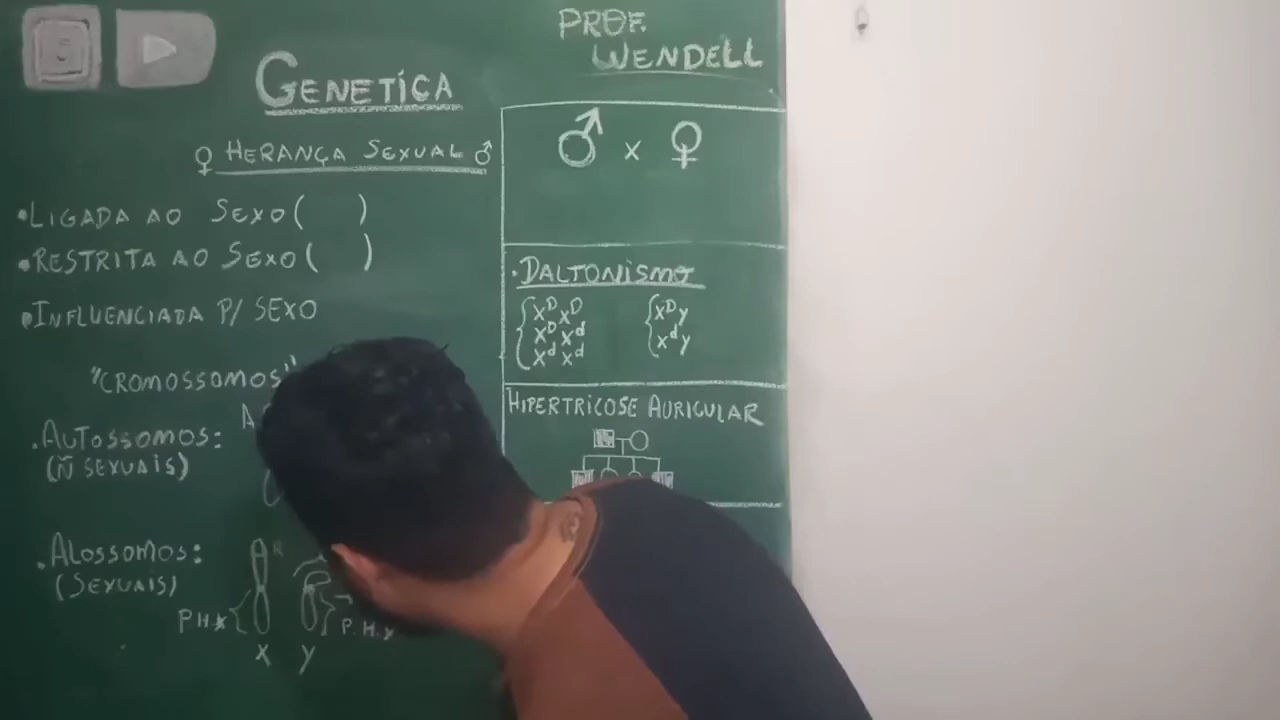 PROF.
WENDELL
GENETÍCA
♀ HERANÇA SEXUAL ♂
•LIGADA AO SEXO( )
•RESTRITA AO SEXO( )
•INFLUENCIADA P/ SEXO
"CROMOSSOMOS"
.AUTOSSOMOS:
(Ñ SEXUAIS)
.ALOSSOMOS:
(SEXUAIS)
PHX
P.H.y
X y
♂ x ♀
.DALTONISMO
XᴰXᴰ XᴰY
XᴰXᵈ XᵈY
XᵈXᵈ
HIPERTRICOSE AURICULAR